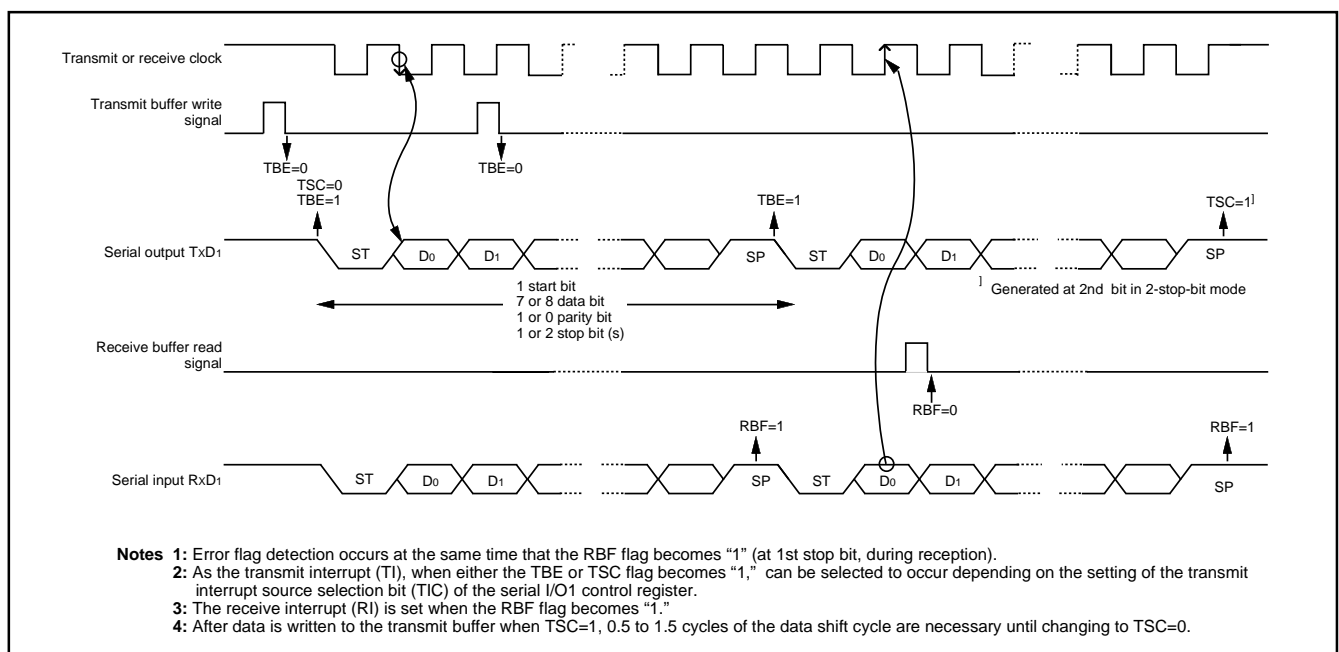 Transmit or receive clock
Transmit buffer write
signal
TBE=0
TSC=0
TBE=1
TBE=0
TBE=1
TSC=1]
Serial output TxD1
ST
D0
D1
SP
ST
D0
D1
SP
1 start bit
7 or 8 data bit
1 or 0 parity bit
1 or 2 stop bit (s)
] Generated at 2nd bit in 2-stop-bit mode
Receive buffer read
signal
RBF=0
RBF=1
RBF=1
Serial input RxD1
ST
D0
D1
SP
ST
D0
D1
SP
Notes 1: Error flag detection occurs at the same time that the RBF flag becomes “1” (at 1st stop bit, during reception).
2: As the transmit interrupt (TI), when either the TBE or TSC flag becomes “1,” can be selected to occur depending on the setting of the transmit
interrupt source selection bit (TIC) of the serial I/O1 control register.
3: The receive interrupt (RI) is set when the RBF flag becomes “1.”
4: After data is written to the transmit buffer when TSC=1, 0.5 to 1.5 cycles of the data shift cycle are necessary until changing to TSC=0.